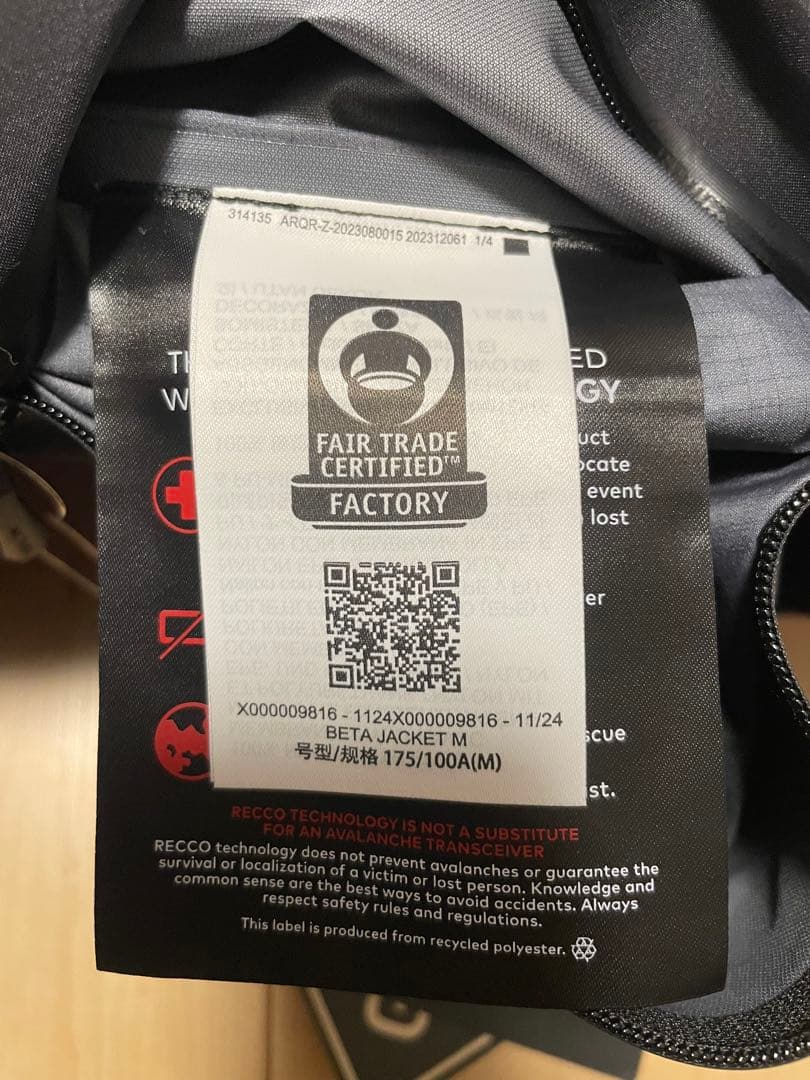 314135 ARQR-Z-2023080015 202312061 1/4
FAIR TRADE
CERTIFIED™
FACTORY
X000009816 - 1124X000009816 - 11/24
BETA JACKET M
号型/规格 175/100A(M)
ED
GY
uct
ocate
event
lost
er
scue
st.
RECCO TECHNOLOGY IS NOT A SUBSTITUTE
FOR AN AVALANCHE TRANSCEIVER
RECCO technology does not prevent avalanches or guarantee the
survival or localization of a victim or lost person. Knowledge and
common sense are the best ways to avoid accidents. Always
respect safety rules and regulations.
This label is produced from recycled polyester.